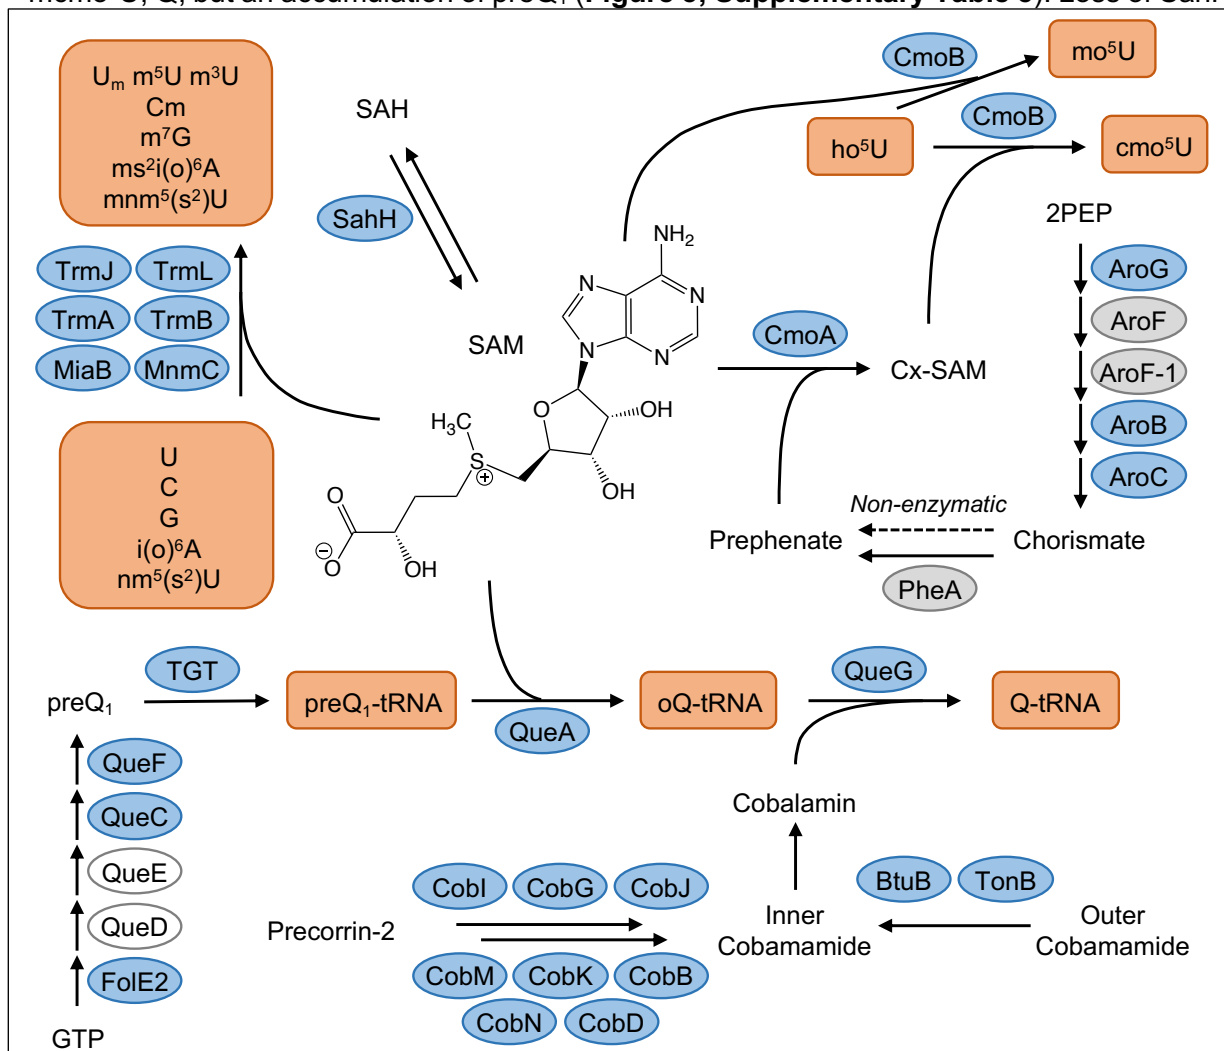 U_m m⁵U m³U
Cm
m⁷G
ms²i(o)⁶A
mnm⁵(s²)U
SAH
SahH
CmoB
mo⁵U
ho⁵U
CmoB
cmo⁵U
TrmJ TrmL
TrmA TrmB
MiaB MnmC
SAM
NH₂
N
N
N
N
O
OH
OH
H₃C
S
⊕
O
⊖
O
OH
CmoA
Cx-SAM
2PEP
AroG
AroF
AroF-1
AroB
AroC
U
C
G
i(o)⁶A
nm⁵(s²)U
Non-enzymatic
Prephenate
Chorismate
PheA
TGT
preQ₁
preQ₁-tRNA
QueA
oQ-tRNA
QueG
Q-tRNA
QueF
QueC
QueE
QueD
FolE2
GTP
Cobalamin
BtuB TonB
Inner
Cobamamide
Outer
Cobamamide
Precorrin-2
CobI CobG CobJ
CobM CobK CobB
CobN CobD